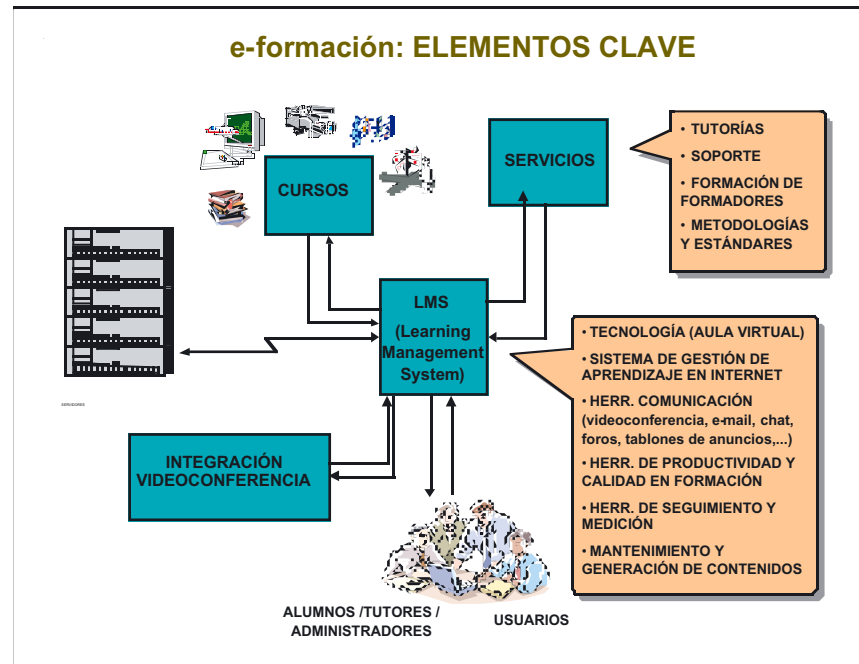 e-formación: ELEMENTOS CLAVE
CURSOS
SERVICIOS
• TUTORÍAS
• SOPORTE
• FORMACIÓN DE
FORMADORES
• METODOLOGÍAS
Y ESTÁNDARES
LMS
(Learning
Management
System)
• TECNOLOGÍA (AULA VIRTUAL)
• SISTEMA DE GESTIÓN DE
APRENDIZAJE EN INTERNET
• HERR. COMUNICACIÓN
(videoconferencia, e-mail, chat,
foros, tablones de anuncios,...)
• HERR. DE PRODUCTIVIDAD Y
CALIDAD EN FORMACIÓN
• HERR. DE SEGUIMIENTO Y
MEDICIÓN
• MANTENIMIENTO Y
GENERACIÓN DE CONTENIDOS
SERVIDORES
INTEGRACIÓN
VIDEOCONFERENCIA
ALUMNOS /TUTORES /
ADMINISTRADORES
USUARIOS